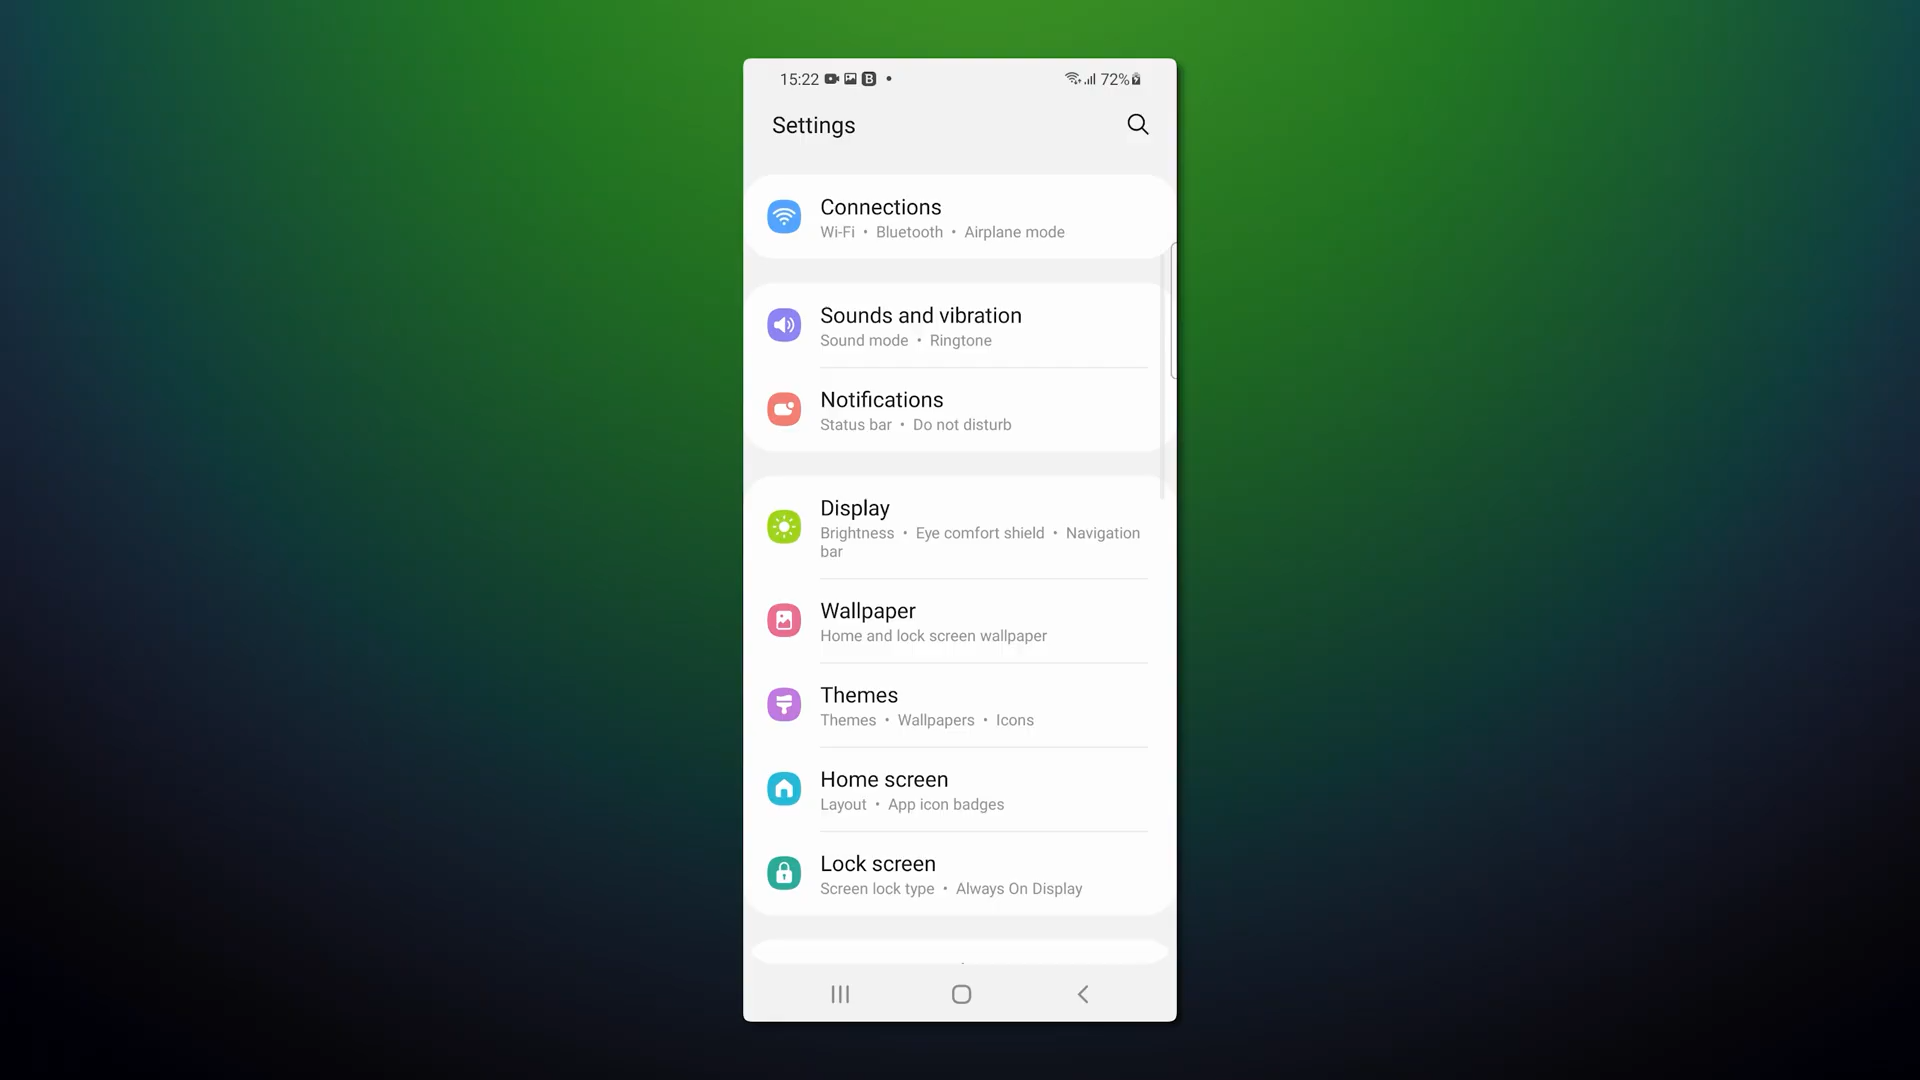 15:22 B 72%
Settings
Connections
Wi-Fi • Bluetooth • Airplane mode
Sounds and vibration
Sound mode • Ringtone
Notifications
Status bar • Do not disturb
Display
Brightness • Eye comfort shield • Navigation
bar
Wallpaper
Home and lock screen wallpaper
Themes
Themes • Wallpapers • Icons
Home screen
Layout • App icon badges
Lock screen
Screen lock type • Always On Display